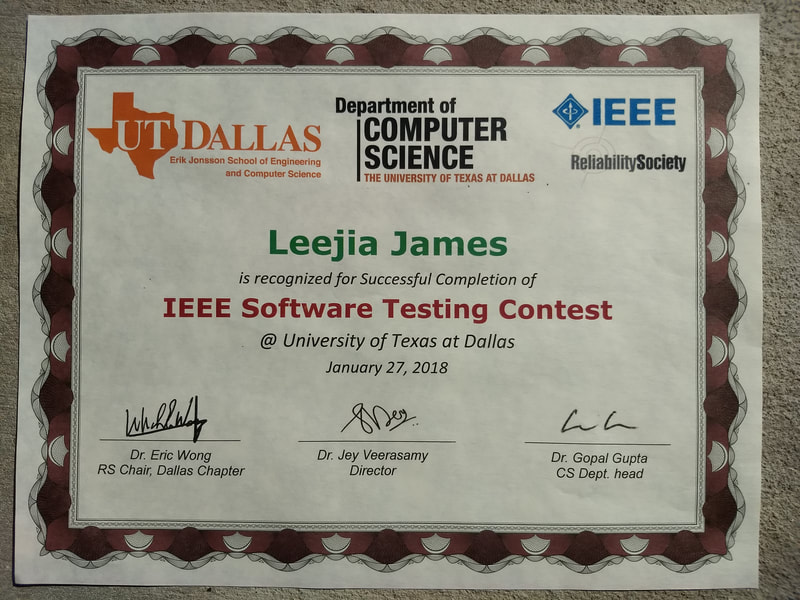 UT DALLAS
Erik Jonsson School of Engineering
and Computer Science
Department of
COMPUTER
SCIENCE
THE UNIVERSITY OF TEXAS AT DALLAS
IEEE
ReliabilitySociety
Leejia James
is recognized for Successful Completion of
IEEE Software Testing Contest
@ University of Texas at Dallas
January 27, 2018
Dr. Eric Wong
RS Chair, Dallas Chapter
Dr. Jey Veerasamy
Director
Dr. Gopal Gupta
CS Dept. head